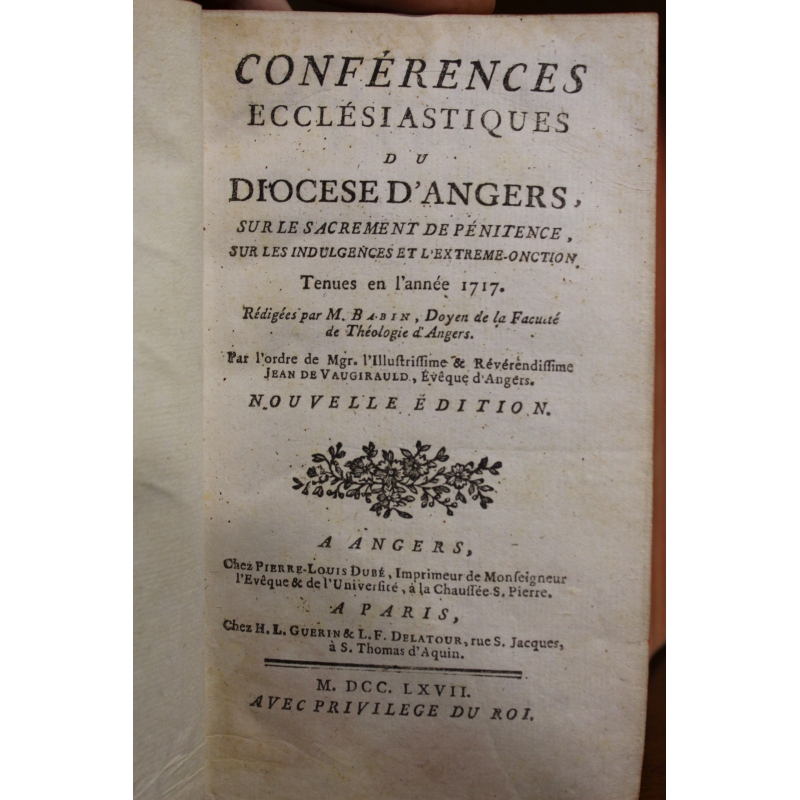 CONFÉRENCES
ECCLÉSIASTIQUES
DU
DIOCESE D'ANGERS,
SUR LE SACREMENT DE PÉNITENCE,
SUR LES INDULGENCES ET L'EXTREME-ONCTION,
Tenues en l'année 1717.
Rédigées par M. BABIN, Doyen de la Faculté
de Théologie d'Angers.
Par l'ordre de Mgr. l'Illuſtriſſime & Révérendiſſime
JEAN DE VAUGIRAULD, Évêque d'Angers.
NOUVELLE ÉDITION.
A ANGERS,
Chez PIERRE-LOUIS DUBÉ, Imprimeur de Monſeigneur
l'Evêque & de l'Univerſité, à la Chauſſée S. Pierre.
A PARIS,
Chez H. L. GUERIN & L. F. DELATOUR, rue S. Jacques,
à S. Thomas d'Aquin.
M. DCC. LXVII.
AVEC PRIVILEGE DU ROI.